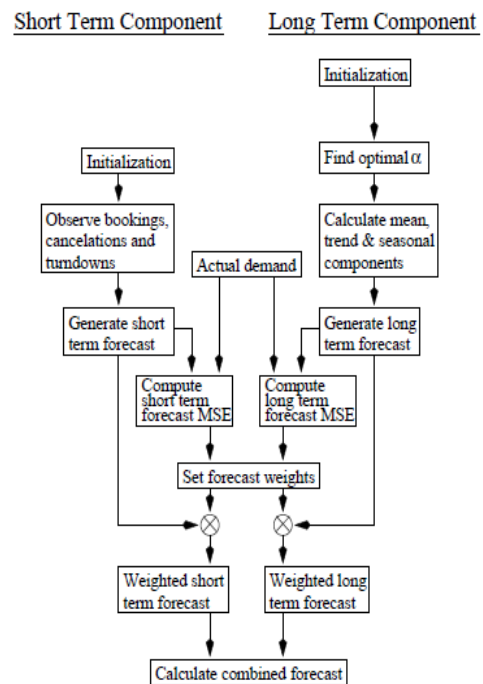 Short Term Component
Long Term Component
Initialization
Find optimal α
Initialization
Observe bookings,
cancelations and
turndowns
Calculate mean,
trend & seasonal
components
Actual demand
Generate short
term forecast
Generate long
term forecast
Compute
short term
forecast MSE
Compute
long term
forecast MSE
Set forecast weights
Weighted short
term forecast
Weighted long
term forecast
Calculate combined forecast